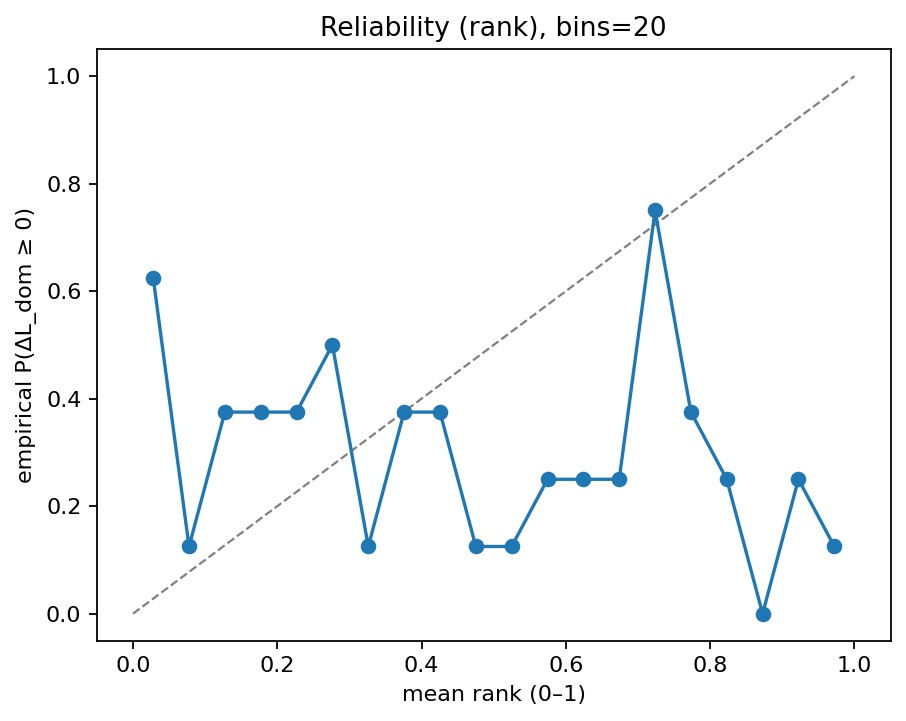 Reliability (rank), bins=20
empirical P(ΔL_dom ≥ 0)
1.0
0.8
0.6
0.4
0.2
0.0
0.0 0.2 0.4 0.6 0.8 1.0
mean rank (0–1)